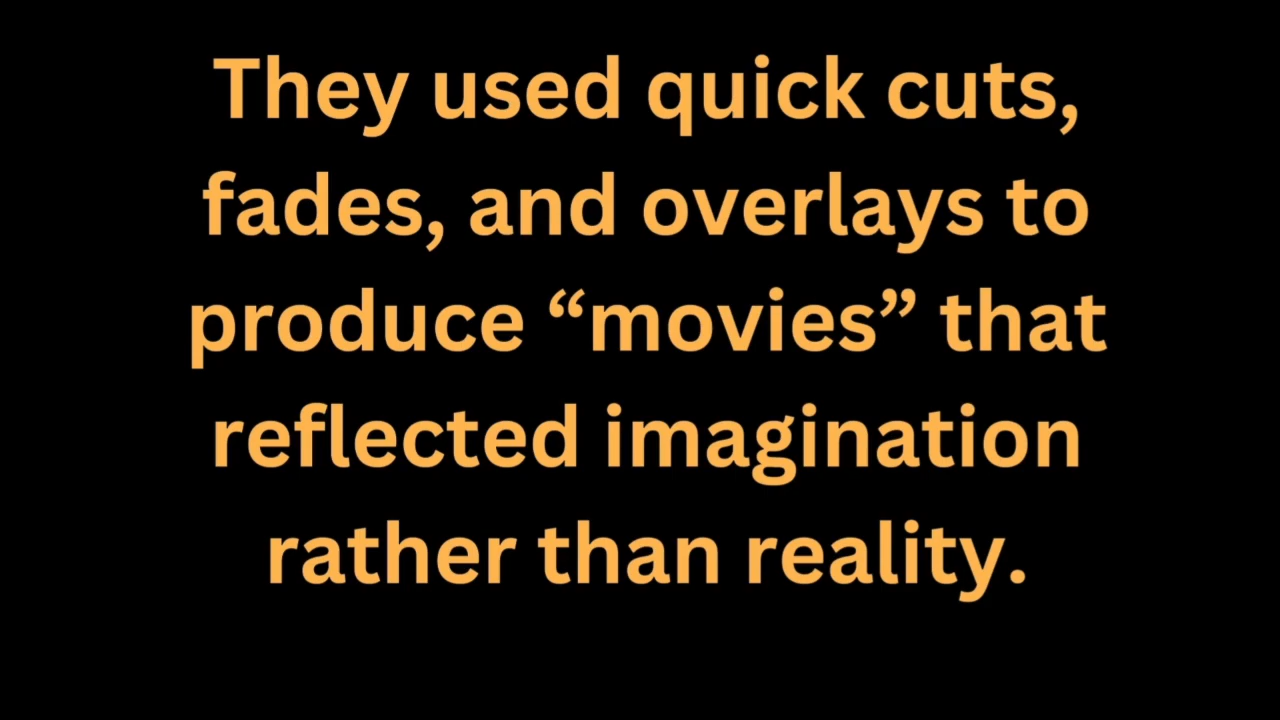 They used quick cuts,
fades, and overlays to
produce “movies” that
reflected imagination
rather than reality.